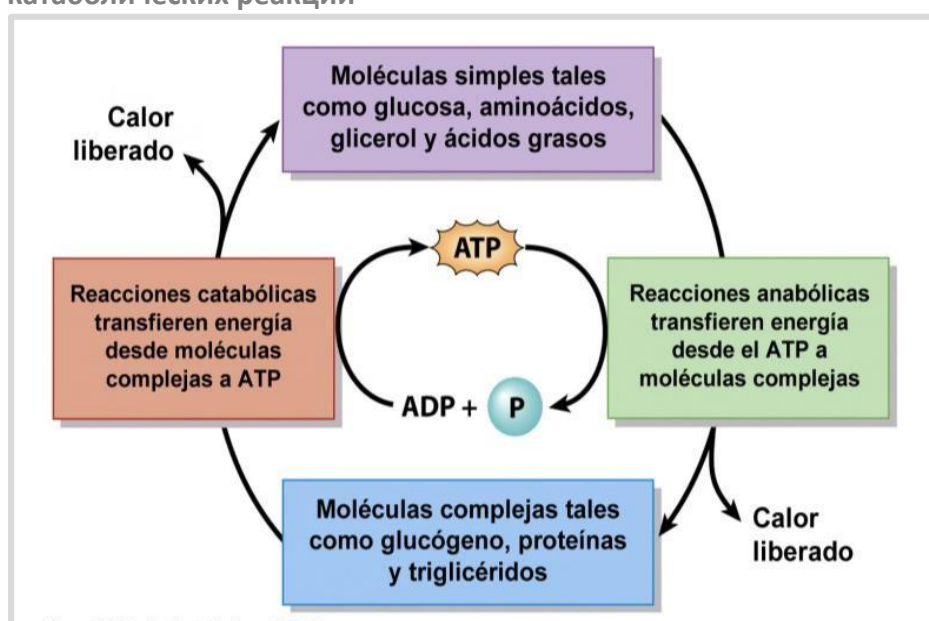 катаболических реакций
Moléculas simples tales
como glucosa, aminoácidos,
glicerol y ácidos grasos
Calor
liberado
ATP
Reacciones catabólicas
transfieren energía
desde moléculas
complejas a ATP
Reacciones anabólicas
transfieren energía
desde el ATP a
moléculas complejas
ADP + P
Moléculas complejas tales
como glucógeno, proteínas
y triglicéridos
Calor
liberado